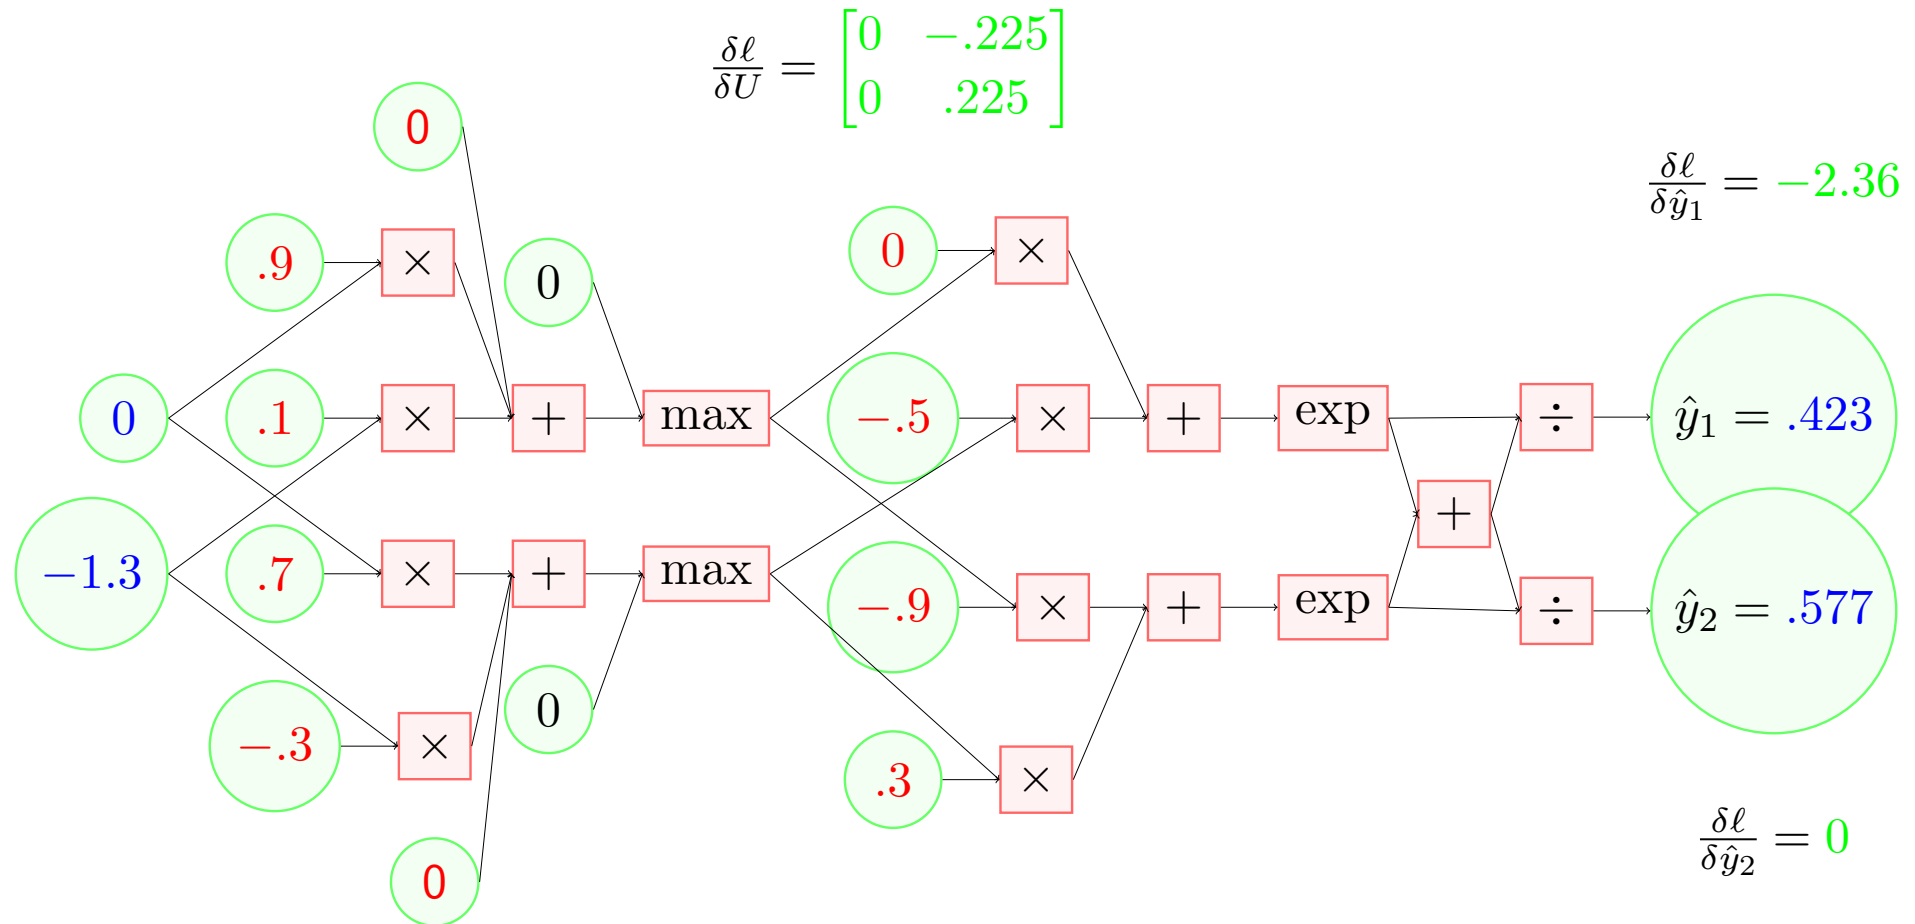 δℓ/δU = [0 −.225
0 .225]
0
δℓ/δŷ₁ = −2.36
.9 × 0 0 ×
0 .1 × + max −.5 × + exp ÷ ŷ₁ = .423
+
−1.3 .7 × + max −.9 × + exp ÷ ŷ₂ = .577
−.3 × 0 .3 ×
δℓ/δŷ₂ = 0
0